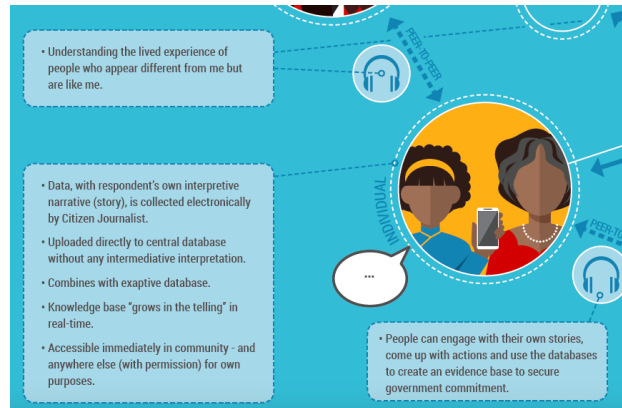 • Understanding the lived experience of
people who appear different from me but
are like me.
PEER-TO-PEER
• Data, with respondent's own interpretive
narrative (story), is collected electronically
by Citizen Journalist.
• Uploaded directly to central database
without any intermediative interpretation.
• Combines with exaptive database.
• Knowledge base "grows in the telling" in
real-time.
• Accessible immediately in community - and
anywhere else (with permission) for own
purposes.
INDIVIDUAL
...
PEER-TO
• People can engage with their own stories,
come up with actions and use the databases
to create an evidence base to secure
government commitment.